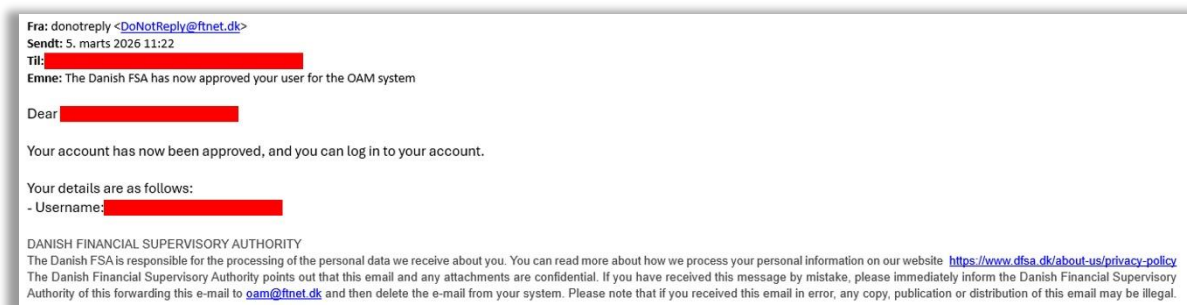 Fra: donotreply <DoNotReply@ftnet.dk>
Sendt: 5. marts 2026 11:22
Til:
Emne: The Danish FSA has now approved your user for the OAM system
Dear
Your account has now been approved, and you can log in to your account.
Your details are as follows:
- Username:
DANISH FINANCIAL SUPERVISORY AUTHORITY
The Danish FSA is responsible for the processing of the personal data we receive about you. You can read more about how we process your personal information on our website https://www.dfsa.dk/about-us/privacy-policy
The Danish Financial Supervisory Authority points out that this email and any attachments are confidential. If you have received this message by mistake, please immediately inform the Danish Financial Supervisory
Authority of this forwarding this e-mail to oam@ftnet.dk and then delete the e-mail from your system. Please note that if you received this email in error, any copy, publication or distribution of this email may be illegal.